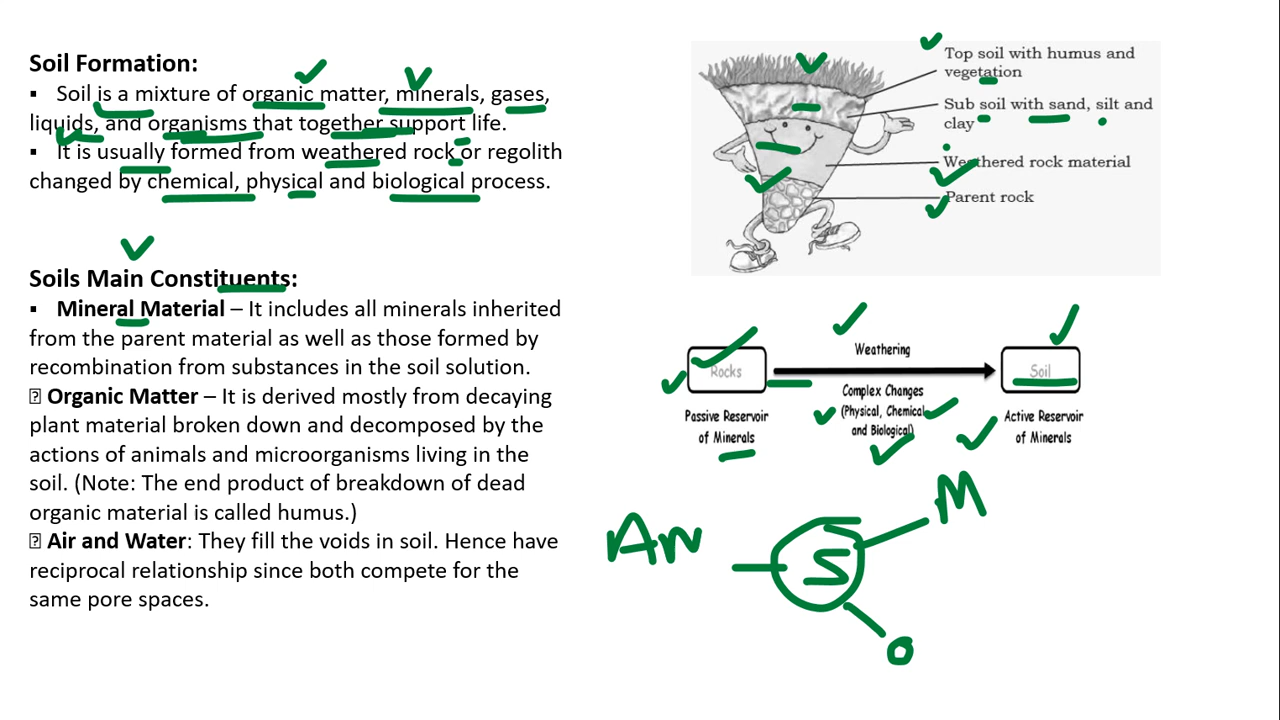 Soil Formation:
▪ Soil is a mixture of organic matter, minerals, gases,
liquids, and organisms that together support life.
▪ It is usually formed from weathered rock or regolith
changed by chemical, physical and biological process.
Soils Main Constituents:
▪ Mineral Material – It includes all minerals inherited
from the parent material as well as those formed by
recombination from substances in the soil solution.
Organic Matter – It is derived mostly from decaying
plant material broken down and decomposed by the
actions of animals and microorganisms living in the
soil. (Note: The end product of breakdown of dead
organic material is called humus.)
Air and Water: They fill the voids in soil. Hence have
reciprocal relationship since both compete for the
same pore spaces.
Top soil with humus and
vegetation
Sub soil with sand, silt and
clay
Weathered rock material
Parent rock
Rocks
Weathering
Soil
Passive Reservoir
of Minerals
Complex Changes
(Physical, Chemical
and Biological)
Active Reservoir
of Minerals
M
S
O